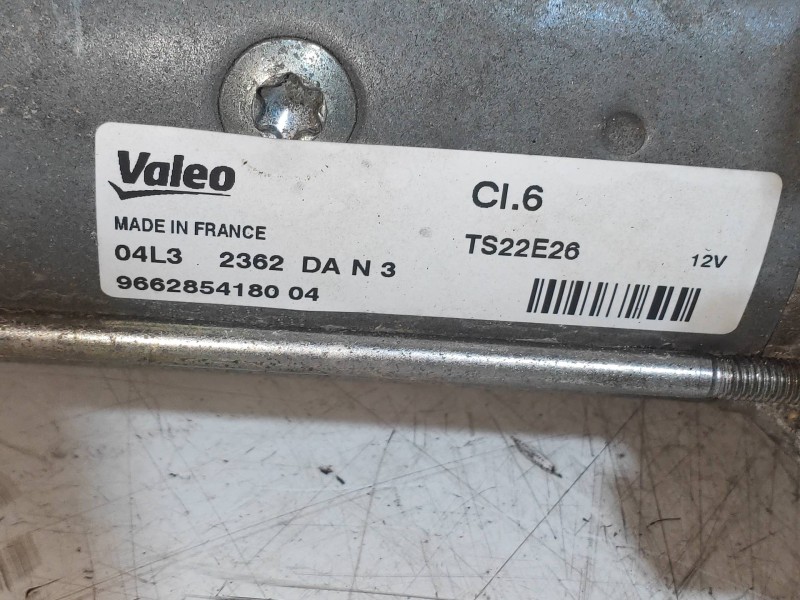 Valeo
Cl.6
MADE IN FRANCE
TS22E26
12V
04L3 2362 DA N 3
9662854180 04